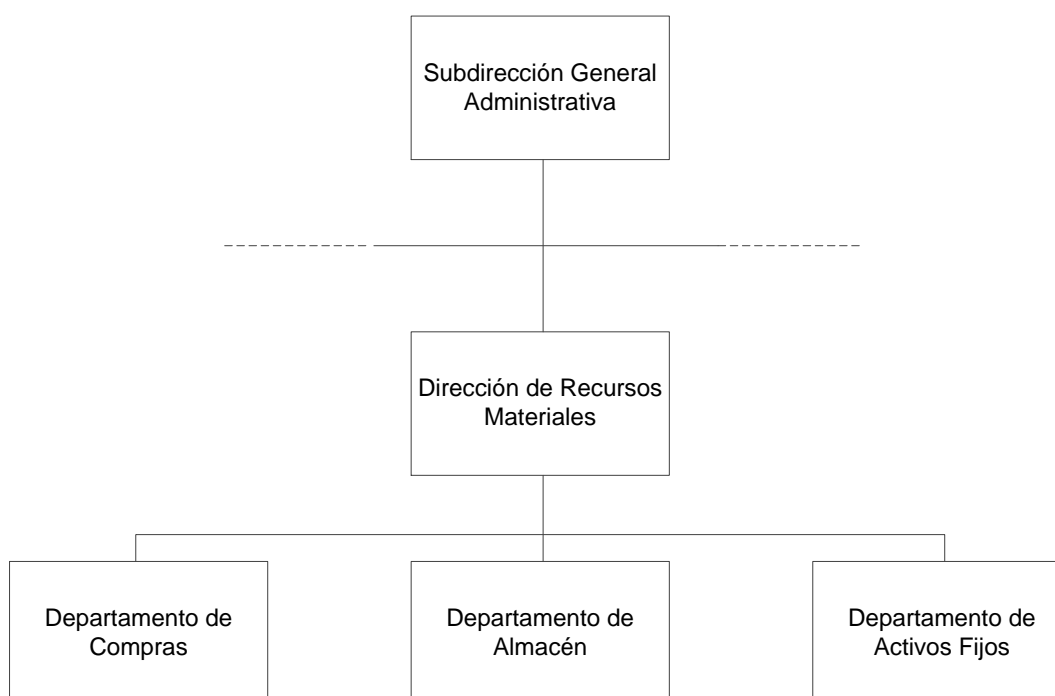 Subdirección General
Administrativa
Dirección de Recursos
Materiales
Departamento de
Compras
Departamento de
Almacén
Departamento de
Activos Fijos